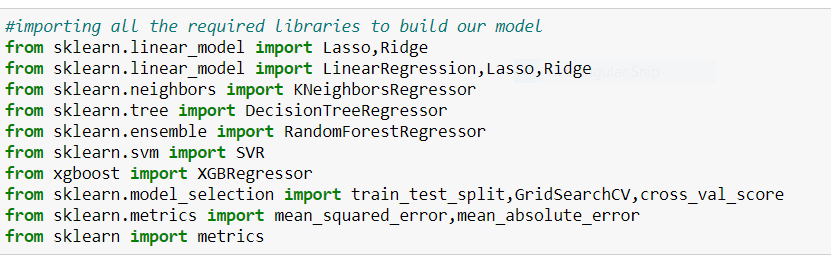 #importing all the required libraries to build our model
from sklearn.linear_model import Lasso,Ridge
from sklearn.linear_model import LinearRegression,Lasso,Ridge
from sklearn.neighbors import KNeighborsRegressor
from sklearn.tree import DecisionTreeRegressor
from sklearn.ensemble import RandomForestRegressor
from sklearn.svm import SVR
from xgboost import XGBRegressor
from sklearn.model_selection import train_test_split,GridSearchCV,cross_val_score
from sklearn.metrics import mean_squared_error,mean_absolute_error
from sklearn import metrics